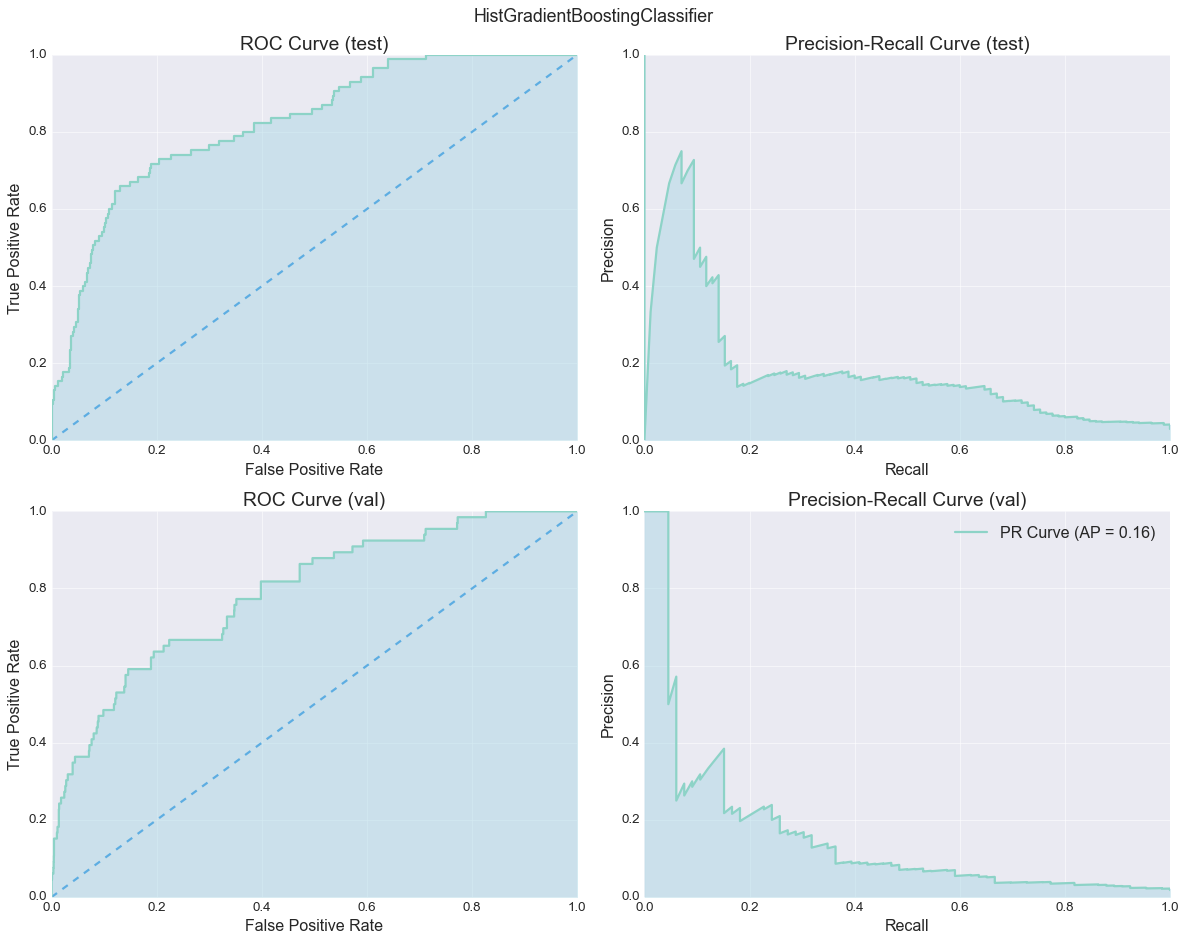 HistGradientBoostingClassifier
ROC Curve (test)
1.0
0.8
0.6
0.4
0.2
0.0
True Positive Rate
0.0 0.2 0.4 0.6 0.8 1.0
False Positive Rate
Precision-Recall Curve (test)
1.0
0.8
0.6
0.4
0.2
0.0
Precision
0.0 0.2 0.4 0.6 0.8 1.0
Recall
ROC Curve (val)
1.0
0.8
0.6
0.4
0.2
0.0
True Positive Rate
0.0 0.2 0.4 0.6 0.8 1.0
False Positive Rate
Precision-Recall Curve (val)
PR Curve (AP = 0.16)
1.0
0.8
0.6
0.4
0.2
0.0
Precision
0.0 0.2 0.4 0.6 0.8 1.0
Recall